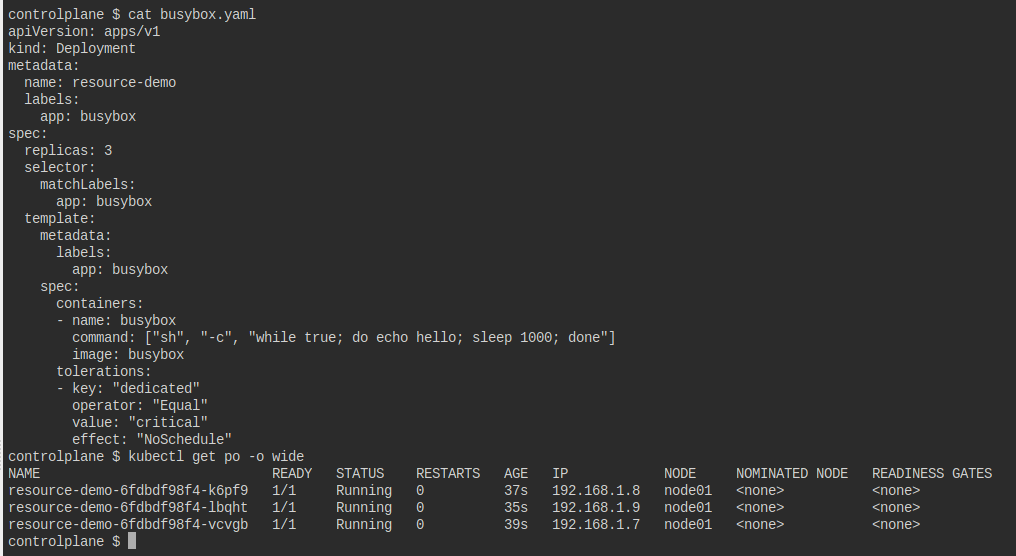 controlplane $ cat busybox.yaml
apiVersion: apps/v1
kind: Deployment
metadata:
  name: resource-demo
  labels:
    app: busybox
spec:
  replicas: 3
  selector:
    matchLabels:
      app: busybox
  template:
    metadata:
      labels:
        app: busybox
    spec:
      containers:
      - name: busybox
        command: ["sh", "-c", "while true; do echo hello; sleep 1000; done"]
        image: busybox
      tolerations:
      - key: "dedicated"
        operator: "Equal"
        value: "critical"
        effect: "NoSchedule"
controlplane $ kubectl get po -o wide
NAME                             READY   STATUS    RESTARTS   AGE   IP            NODE     NOMINATED NODE   READINESS GATES
resource-demo-6fdbdf98f4-k6pf9   1/1     Running   0          37s   192.168.1.8   node01   <none>           <none>
resource-demo-6fdbdf98f4-lbqht   1/1     Running   0          35s   192.168.1.9   node01   <none>           <none>
resource-demo-6fdbdf98f4-vcvgb   1/1     Running   0          39s   192.168.1.7   node01   <none>           <none>
controlplane $